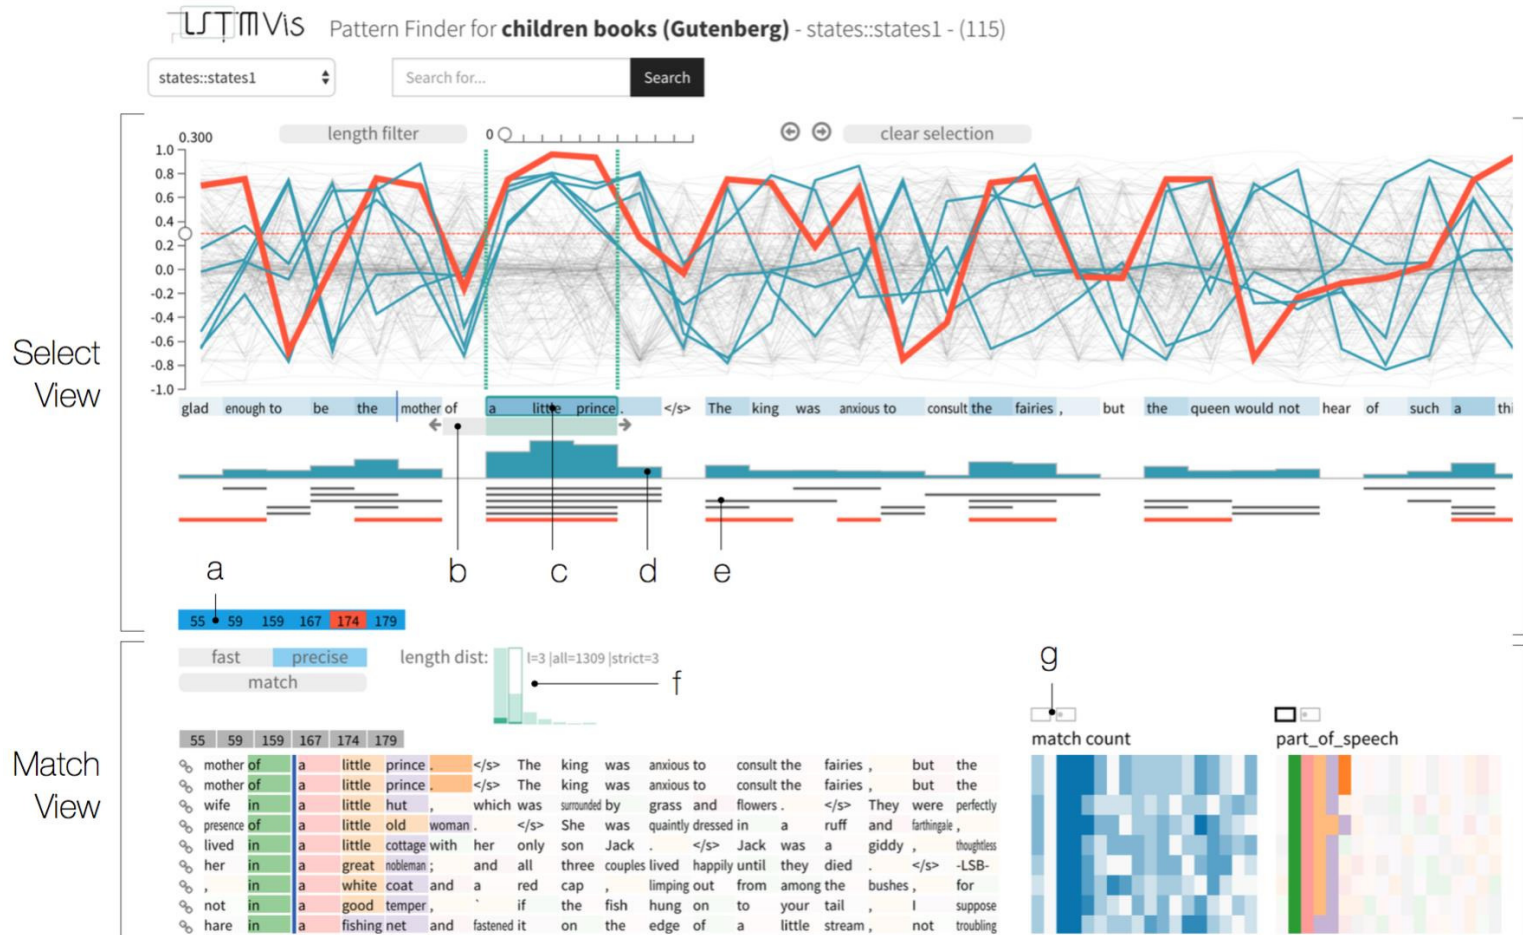 LSTMVis Pattern Finder for children books (Gutenberg) - states::states1 - (115)
states::states1 Search for... Search
0.300 length filter 0 clear selection
1.0
0.8
0.6
0.4
0.2
0.0
-0.2
-0.4
-0.6
-0.8
-1.0
Select
View
glad enough to be the mother of a little prince . </s> The king was anxious to consult the fairies , but the queen would not hear of such a thi
a b c d e
55 59 159 167 174 179
fast precise length dist: l=3 |all=1309 |strict=3
match
f
g
Match
View
match count part_of_speech
55 59 159 167 174 179
mother of a little prince . </s> The king was anxious to consult the fairies , but the
mother of a little prince . </s> The king was anxious to consult the fairies , but the
wife in a little hut , which was surrounded by grass and flowers . </s> They were perfectly
presence of a little old woman . </s> She was quaintly dressed in a ruff and farthingale ,
lived in a little cottage with her only son Jack . </s> Jack was a giddy , thoughtless
her in a great nobleman ; and all three couples lived happily until they died . </s> -LSB-
, in a white coat and a red cap , limping out from among the bushes , for
not in a good temper , ` if the fish hung on to your tail , I suppose
hare in a fishing net and fastened it on the edge of a little stream , not troubling